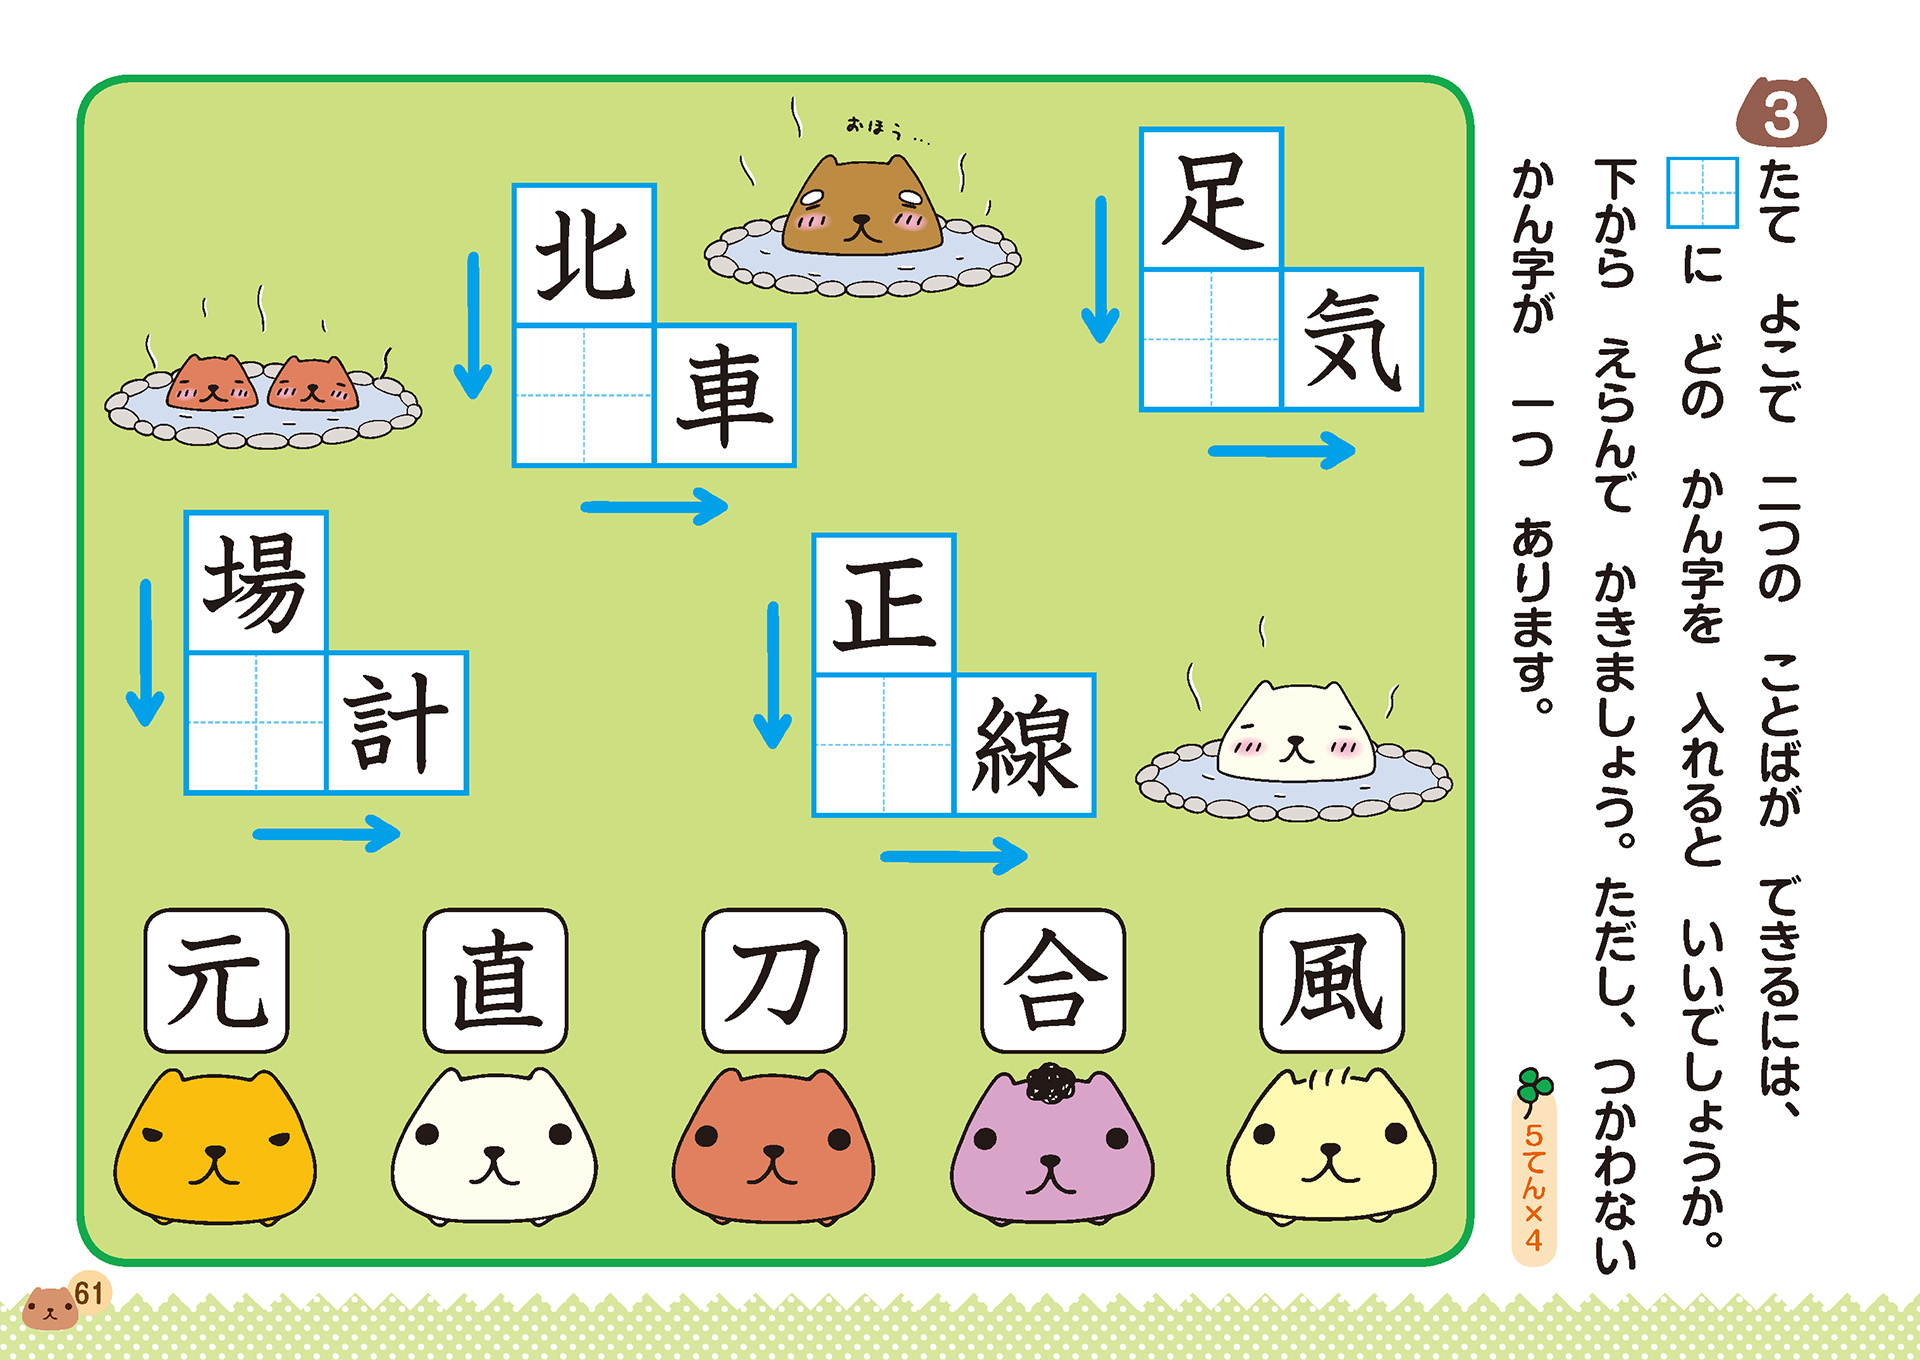 3
たて よこで 二つの ことばが できるには、
に どの かん字を 入れると いいでしょうか。
下から えらんで かきましょう。ただし、つかわない
かん字が 一つ あります。
5てん×4
足
気
おほう…
北
車
正
線
場
計
風
合
刀
直
元
61